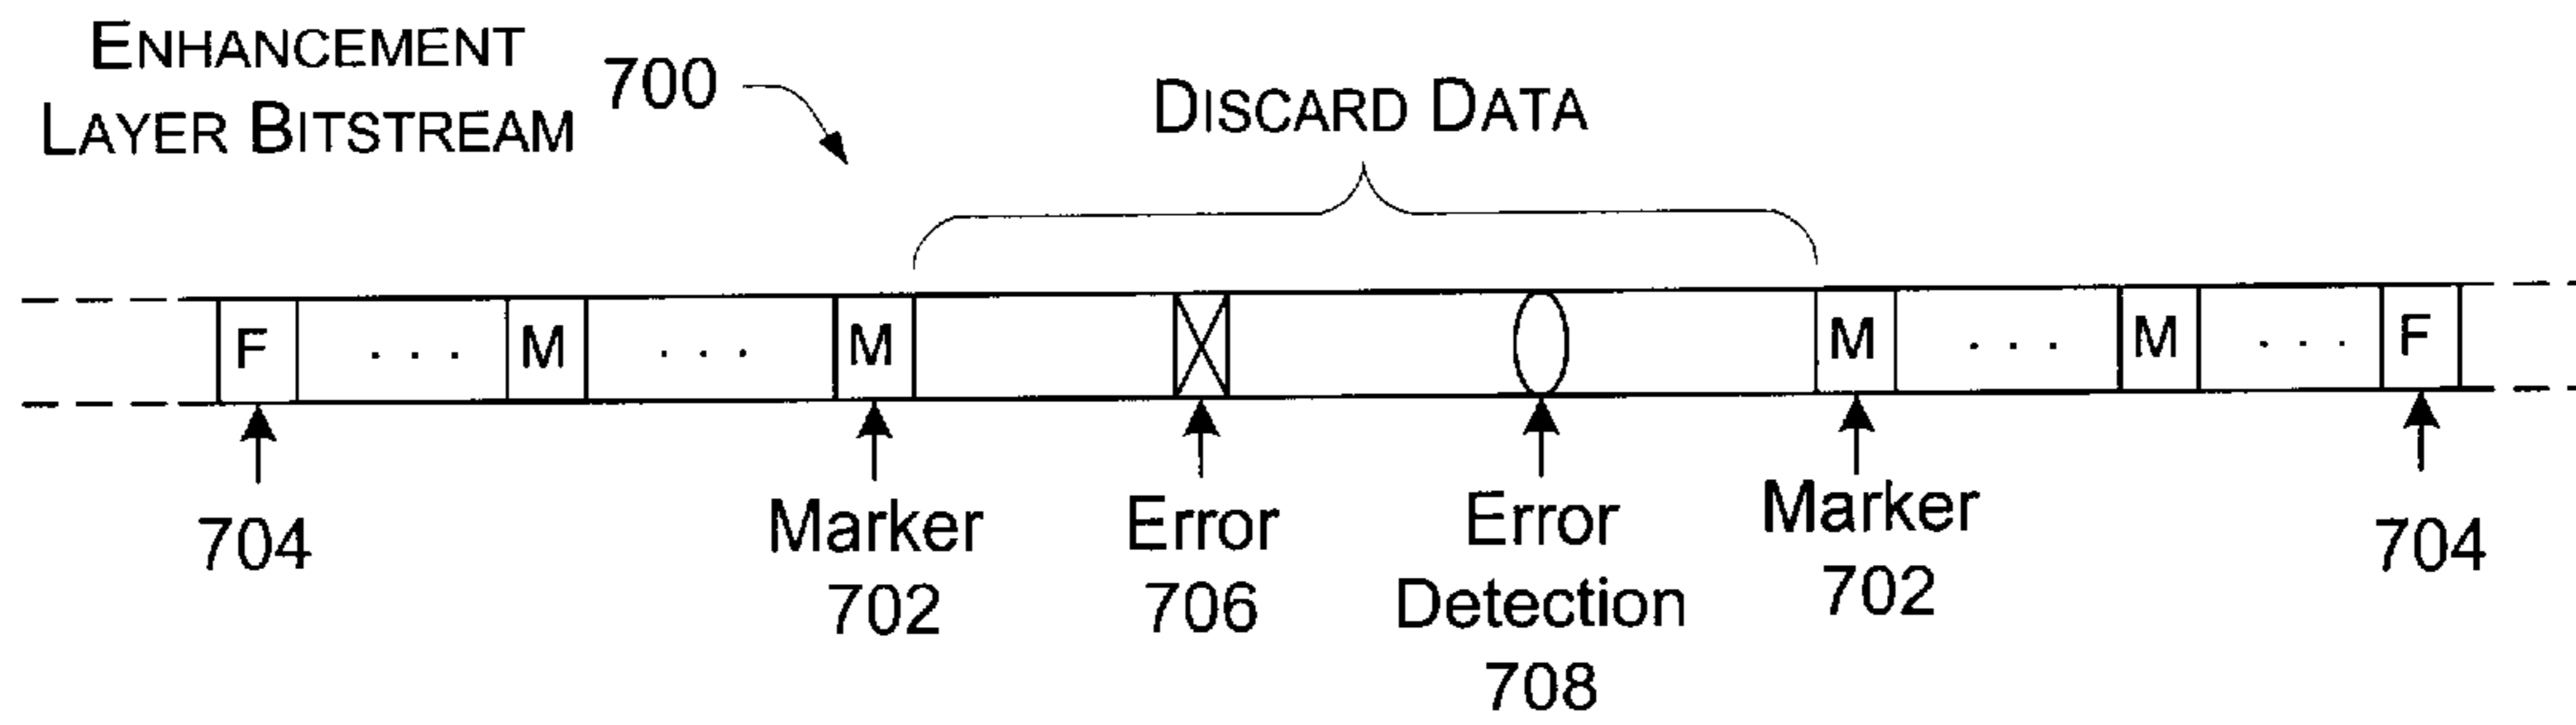 ENHANCEMENT
LAYER BITSTREAM
700
DISCARD DATA
F . . . M . . . M M . . . M . . . F
704
Marker
702
Error
706
Error
Detection
708
Marker
702
704